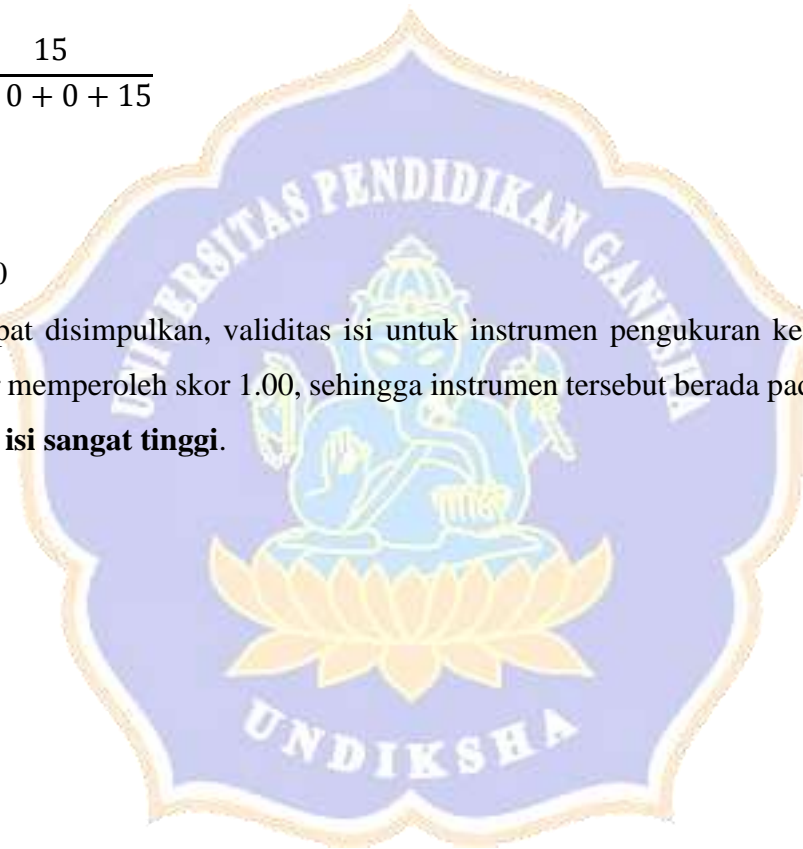 15
0 + 0 + 15
0
pat disimpulkan, validitas isi untuk instrumen pengukuran ke
memperoleh skor 1.00, sehingga instrumen tersebut berada pad
isi sangat tinggi.
UNIVERSITAS PENDIDIKAN GANESHA
UNDIKSHA